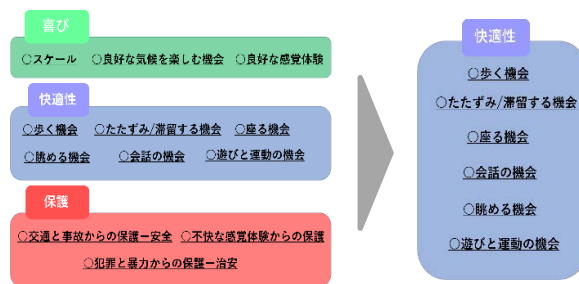 喜び
○スケール ○良好な気候を楽しむ機会 ○良好な感覚体験
快適性
○歩く機会 ○たたずみ/滞留する機会 ○座る機会
○眺める機会 ○会話の機会 ○遊びと運動の機会
保護
○交通と事故からの保護ー安全 ○不快な感覚体験からの保護
○犯罪と暴力からの保護ー治安
快適性
○歩く機会
○たたずみ/滞留する機会
○座る機会
○会話の機会
○眺める機会
○遊びと運動の機会